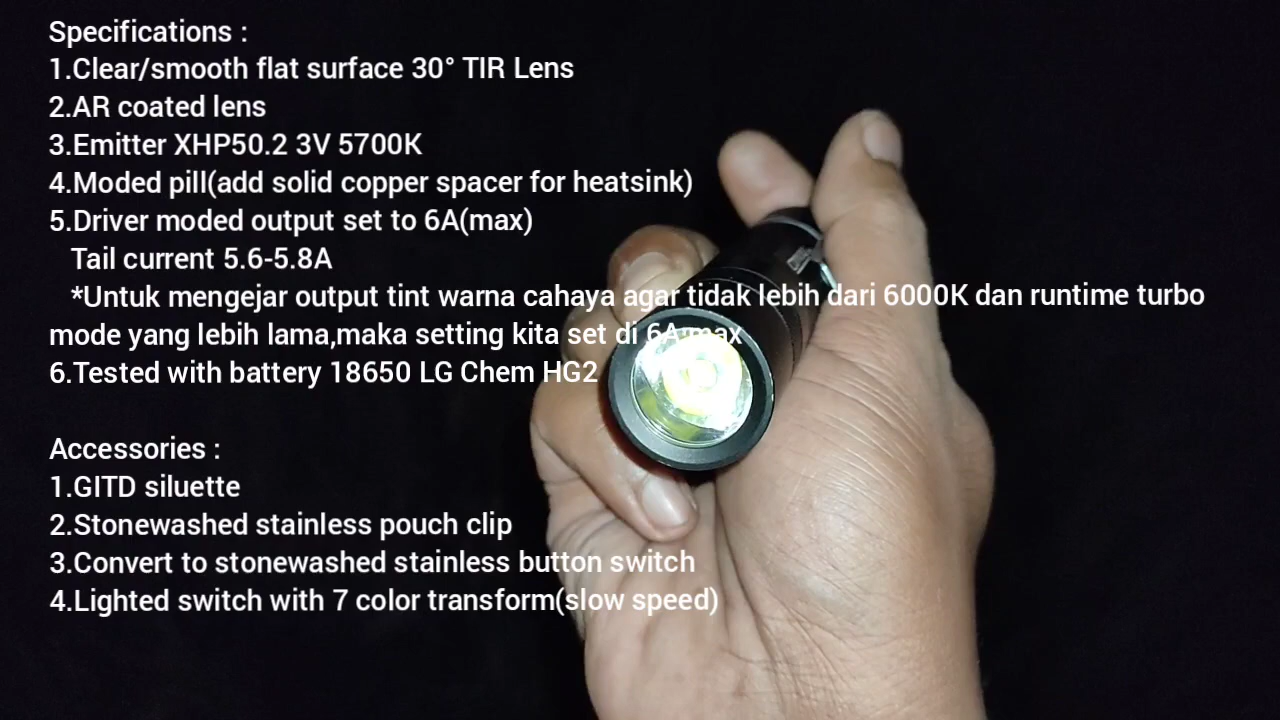 Specifications :
1.Clear/smooth flat surface 30° TIR Lens
2.AR coated lens
3.Emitter XHP50.2 3V 5700K
4.Moded pill(add solid copper spacer for heatsink)
5.Driver moded output set to 6A(max)
Tail current 5.6-5.8A
*Untuk mengejar output tint warna cahaya agar tidak lebih dari 6000K dan runtime turbo
mode yang lebih lama,maka setting kita set di 6A max
6.Tested with battery 18650 LG Chem HG2
Accessories :
1.GITD siluette
2.Stonewashed stainless pouch clip
3.Convert to stonewashed stainless button switch
4.Lighted switch with 7 color transform(slow speed)